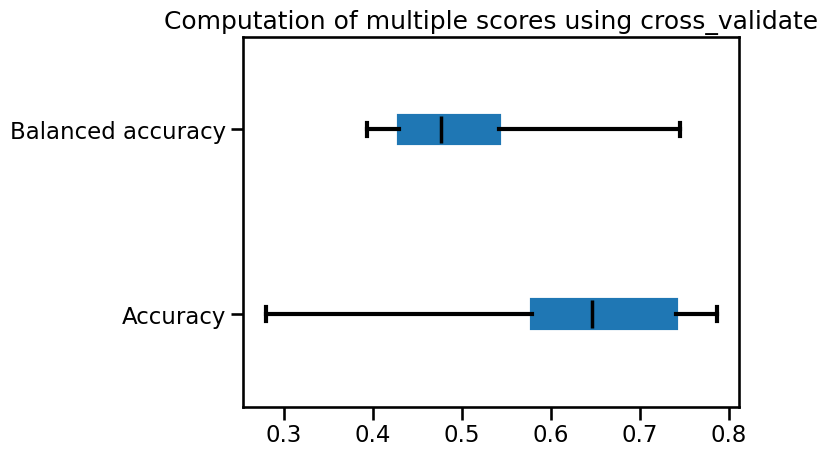 Computation of multiple scores using cross_validate
Balanced accuracy
Accuracy
0.3 0.4 0.5 0.6 0.7 0.8